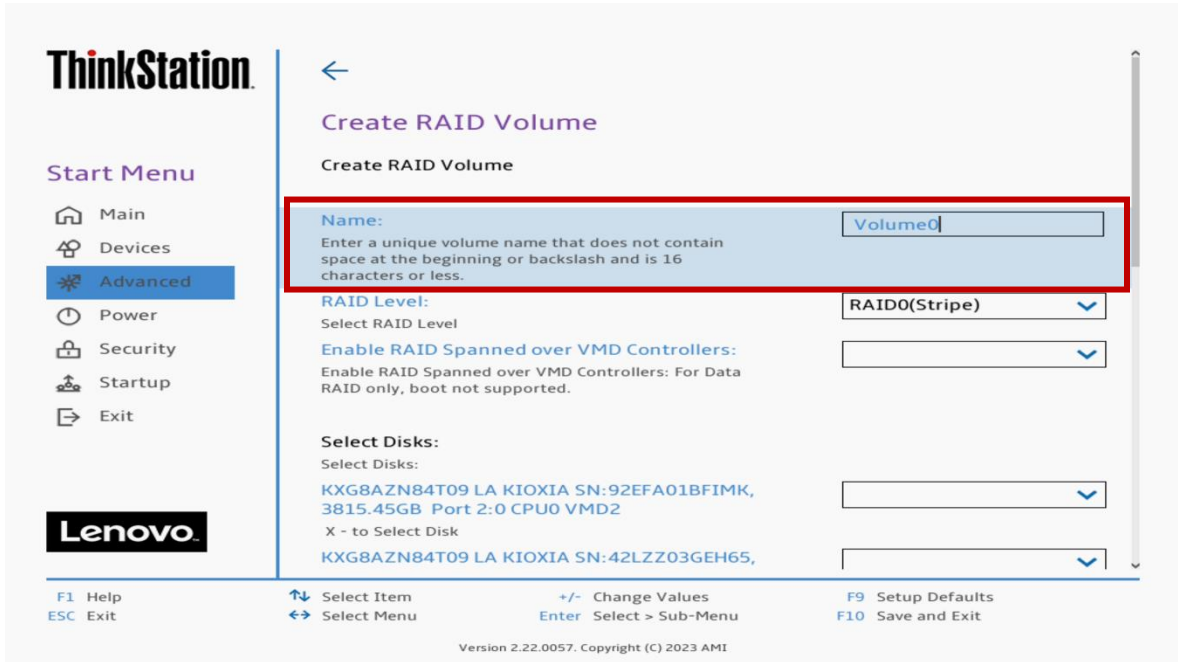 ThinkStation
Create RAID Volume
Start Menu
Main
Devices
Advanced
Power
Security
Startup
Exit
Lenovo
Create RAID Volume
Name:
Volume0
Enter a unique volume name that does not contain
space at the beginning or backslash and is 16
characters or less.
RAID Level:
RAID0(Stripe)
Select RAID Level
Enable RAID Spanned over VMD Controllers:
Enable RAID Spanned over VMD Controllers: For Data
RAID only, boot not supported.
Select Disks:
Select Disks:
KXG8AZN84T09 LA KIOXIA SN:92EFA01BFIMK,
3815.45GB Port 2:0 CPU0 VMD2
X - to Select Disk
KXG8AZN84T09 LA KIOXIA SN:42LZZ03GEH65,
F1 Help
Select Item
+/- Change Values
F9 Setup Defaults
ESC Exit
Select Menu
Enter Select > Sub-Menu
F10 Save and Exit
Version 2.22.0057. Copyright (C) 2023 AMI